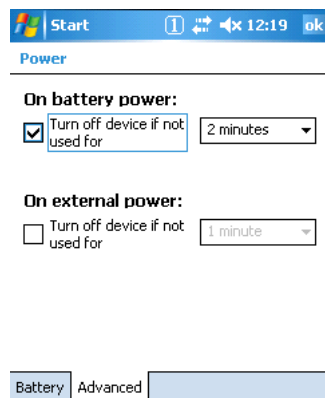 Start 1 12:19 ok
Power
On battery power:
Turn off device if not
used for
2 minutes
On external power:
Turn off device if not
used for
1 minute
Battery Advanced